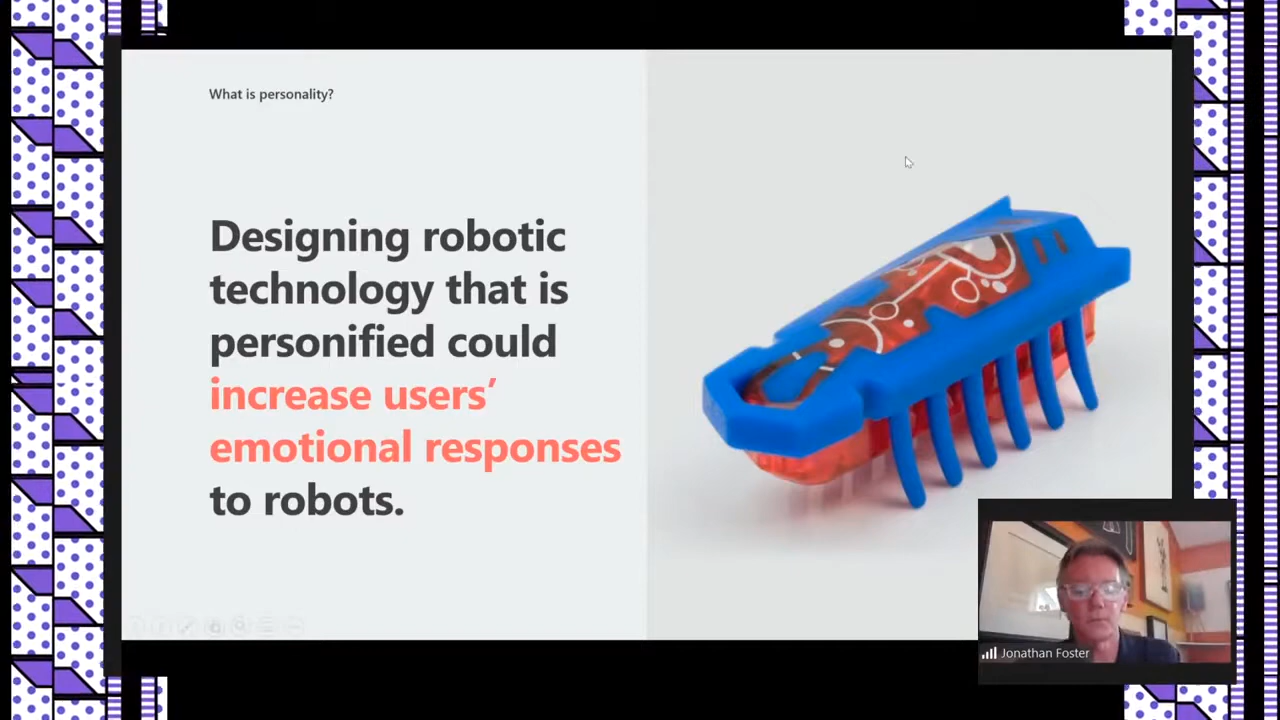 What is personality?
Designing robotic
technology that is
personified could
increase users’
emotional responses
to robots.
Jonathan Foster